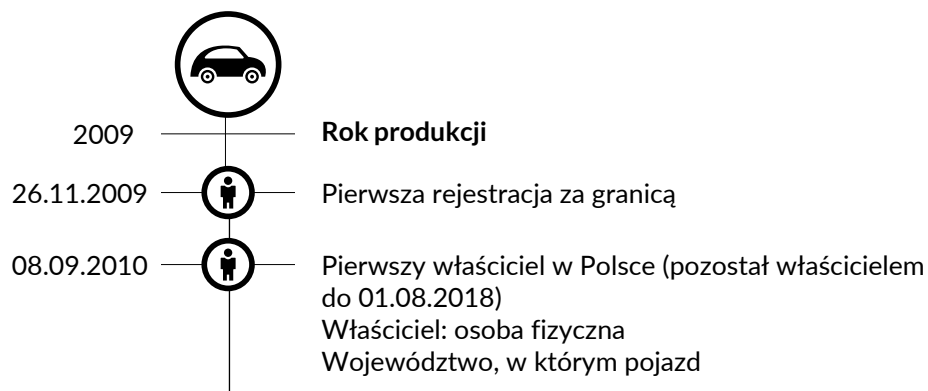 2009 Rok produkcji
26.11.2009 Pierwsza rejestracja za granicą
08.09.2010 Pierwszy właściciel w Polsce (pozostał właścicielem
do 01.08.2018)
Właściciel: osoba fizyczna
Województwo, w którym pojazd